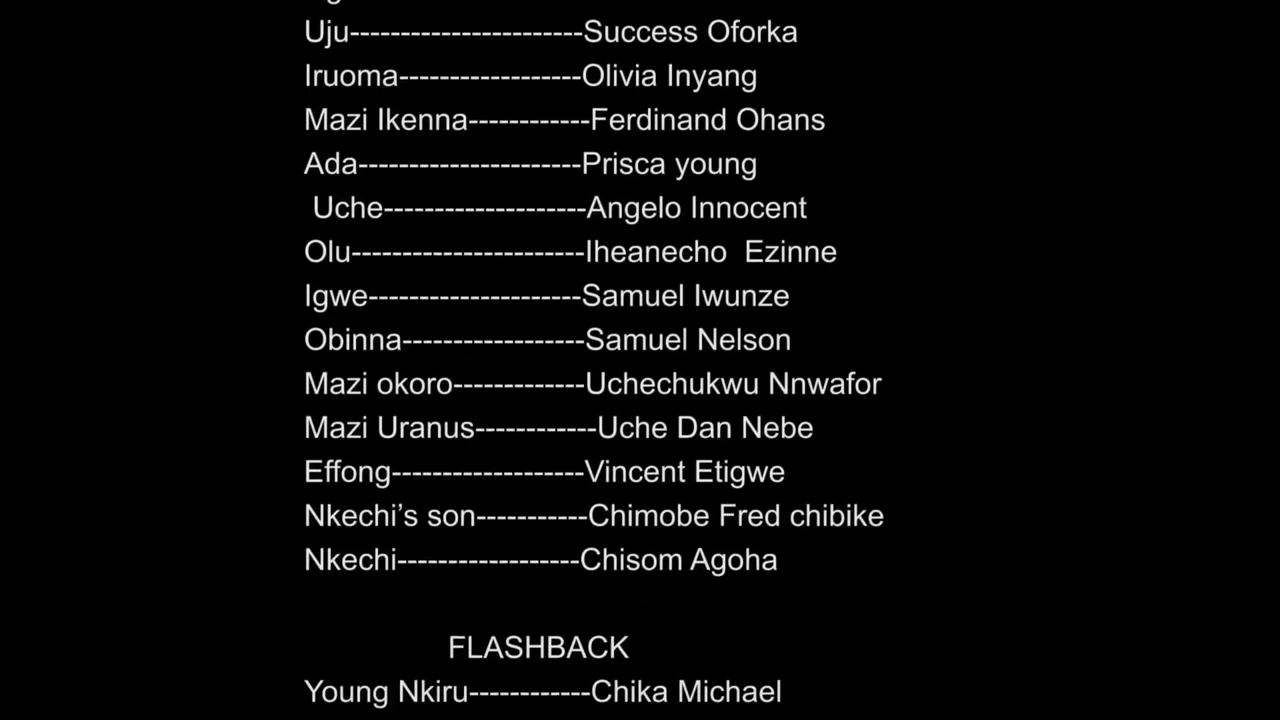 Uju-----------------------Success Oforka
Iruoma------------------Olivia Inyang
Mazi Ikenna------------Ferdinand Ohans
Ada----------------------Prisca young
Uche--------------------Angelo Innocent
Olu-----------------------Iheanecho  Ezinne
Igwe---------------------Samuel Iwunze
Obinna------------------Samuel Nelson
Mazi okoro-------------Uchechukwu Nnwafor
Mazi Uranus------------Uche Dan Nebe
Effong-------------------Vincent Etigwe
Nkechi’s son-----------Chimobe Fred chibike
Nkechi------------------Chisom Agoha
FLASHBACK
Young Nkiru------------Chika Michael